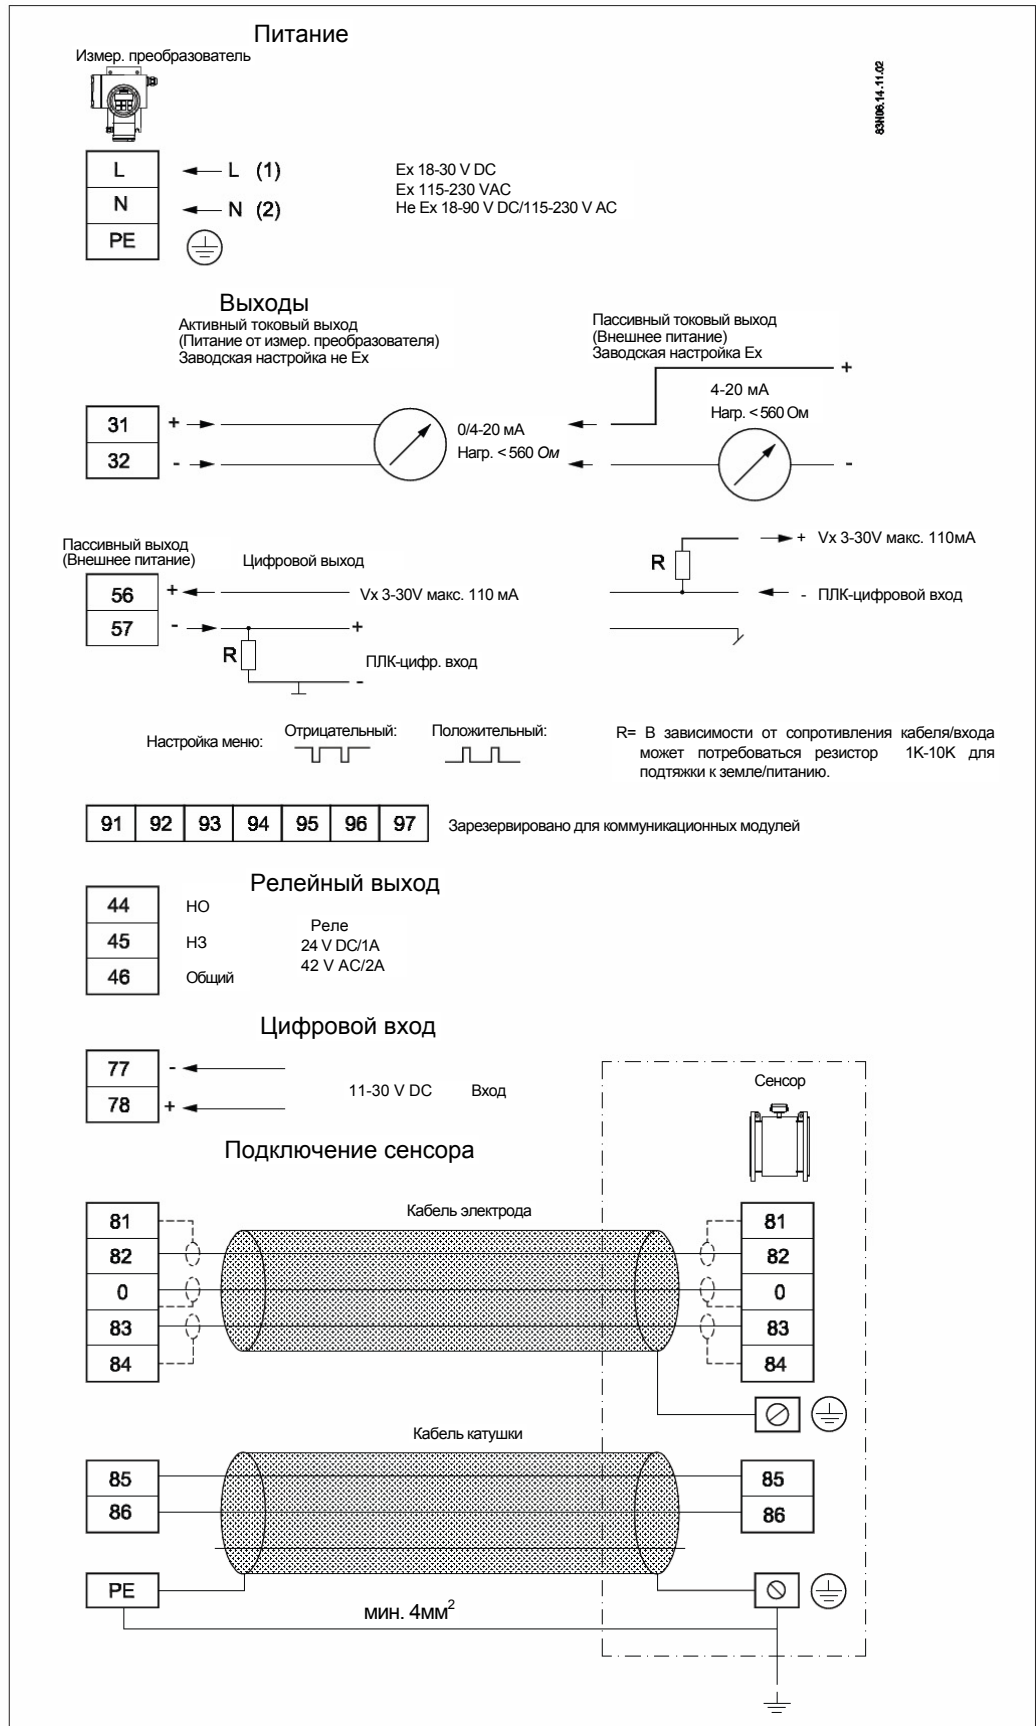 Питание
Измер. преобразователь
83N06.14.11.02
L
L (1)
Ex 18-30 V DC
Ex 115-230 VAC
N
N (2)
Не Ex 18-90 V DC/115-230 V AC
PE
Выходы
Активный токовый выход
(Питание от измер. преобразователя)
Заводская настройка не Ex
Пассивный токовый выход
(Внешнее питание)
Заводская настройка Ex
+
4-20 мА
Нагр. < 560 Ом
31
+
0/4-20 мА
32
-
Нагр. < 560 Ом
-
Пассивный выход
(Внешнее питание)
Цифровой выход
+ Vx 3-30V макс. 110мА
R
56
+
Vx 3-30V макс. 110 мА
- ПЛК-цифровой вход
57
-
+
R
ПЛК-цифр. вход
-
Настройка меню:
Отрицательный:
Положительный:
R= В зависимости от сопротивления кабеля/входа
может потребоваться резистор 1K-10K для
подтяжки к земле/питанию.
91 92 93 94 95 96 97
Зарезервировано для коммуникационных модулей
Релейный выход
44
НО
45
НЗ
46
Общий
Реле
24 V DC/1A
42 V AC/2A
Цифровой вход
77
-
78
+
11-30 V DC Вход
Сенсор
Подключение сенсора
Кабель электрода
81
81
82
82
0
0
83
83
84
84
Кабель катушки
85
85
86
86
PE
мин. 4мм²